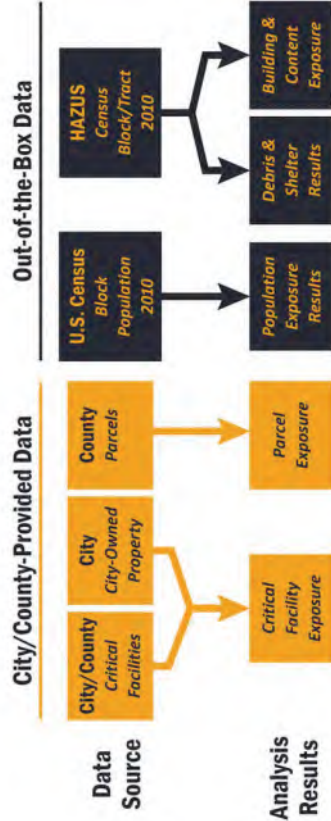 City/County-Provided Data
Out-of-the-Box Data
Data
Source
City/County
Critical
Facilities
City
City-Owned
Property
County
Parcels
U.S. Census
Block
Population
2010
HAZUS
Census
Block/Tract
2010
Analysis
Results
Critical
Facility
Exposure
Parcel
Exposure
Population
Exposure
Results
Debris &
Shelter
Results
Building &
Content
Exposure